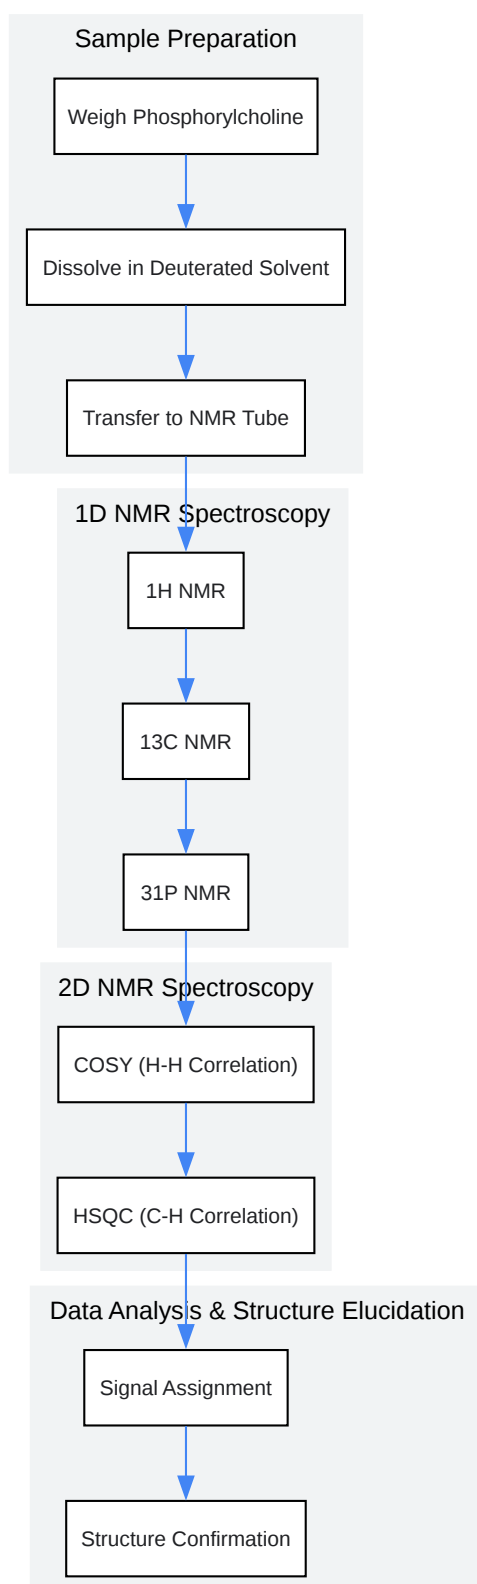 Sample Preparation
Weigh Phosphorylcholine
Dissolve in Deuterated Solvent
Transfer to NMR Tube
1D NMR Spectroscopy
1H NMR
13C NMR
31P NMR
2D NMR Spectroscopy
COSY (H-H Correlation)
HSQC (C-H Correlation)
Data Analysis & Structure Elucidation
Signal Assignment
Structure Confirmation